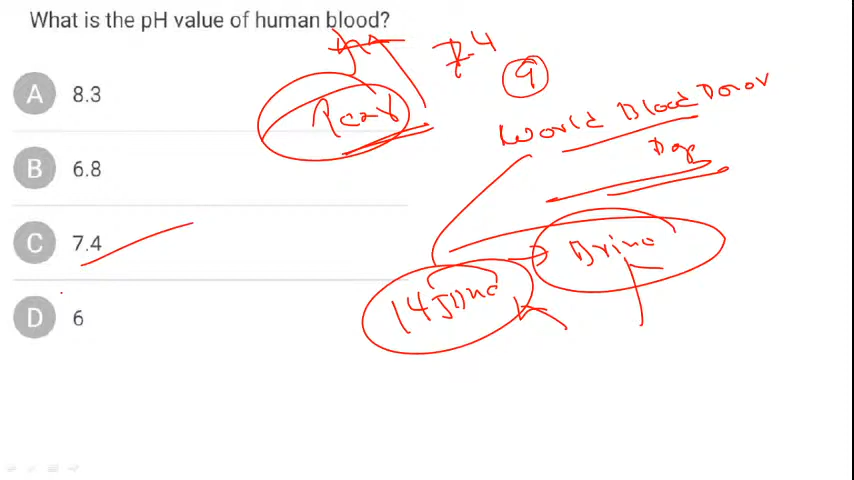 What is the pH value of human blood?
7.4
9
A 8.3
World Blood Donor
Day
B 6.8
C 7.4
14 June
D 6